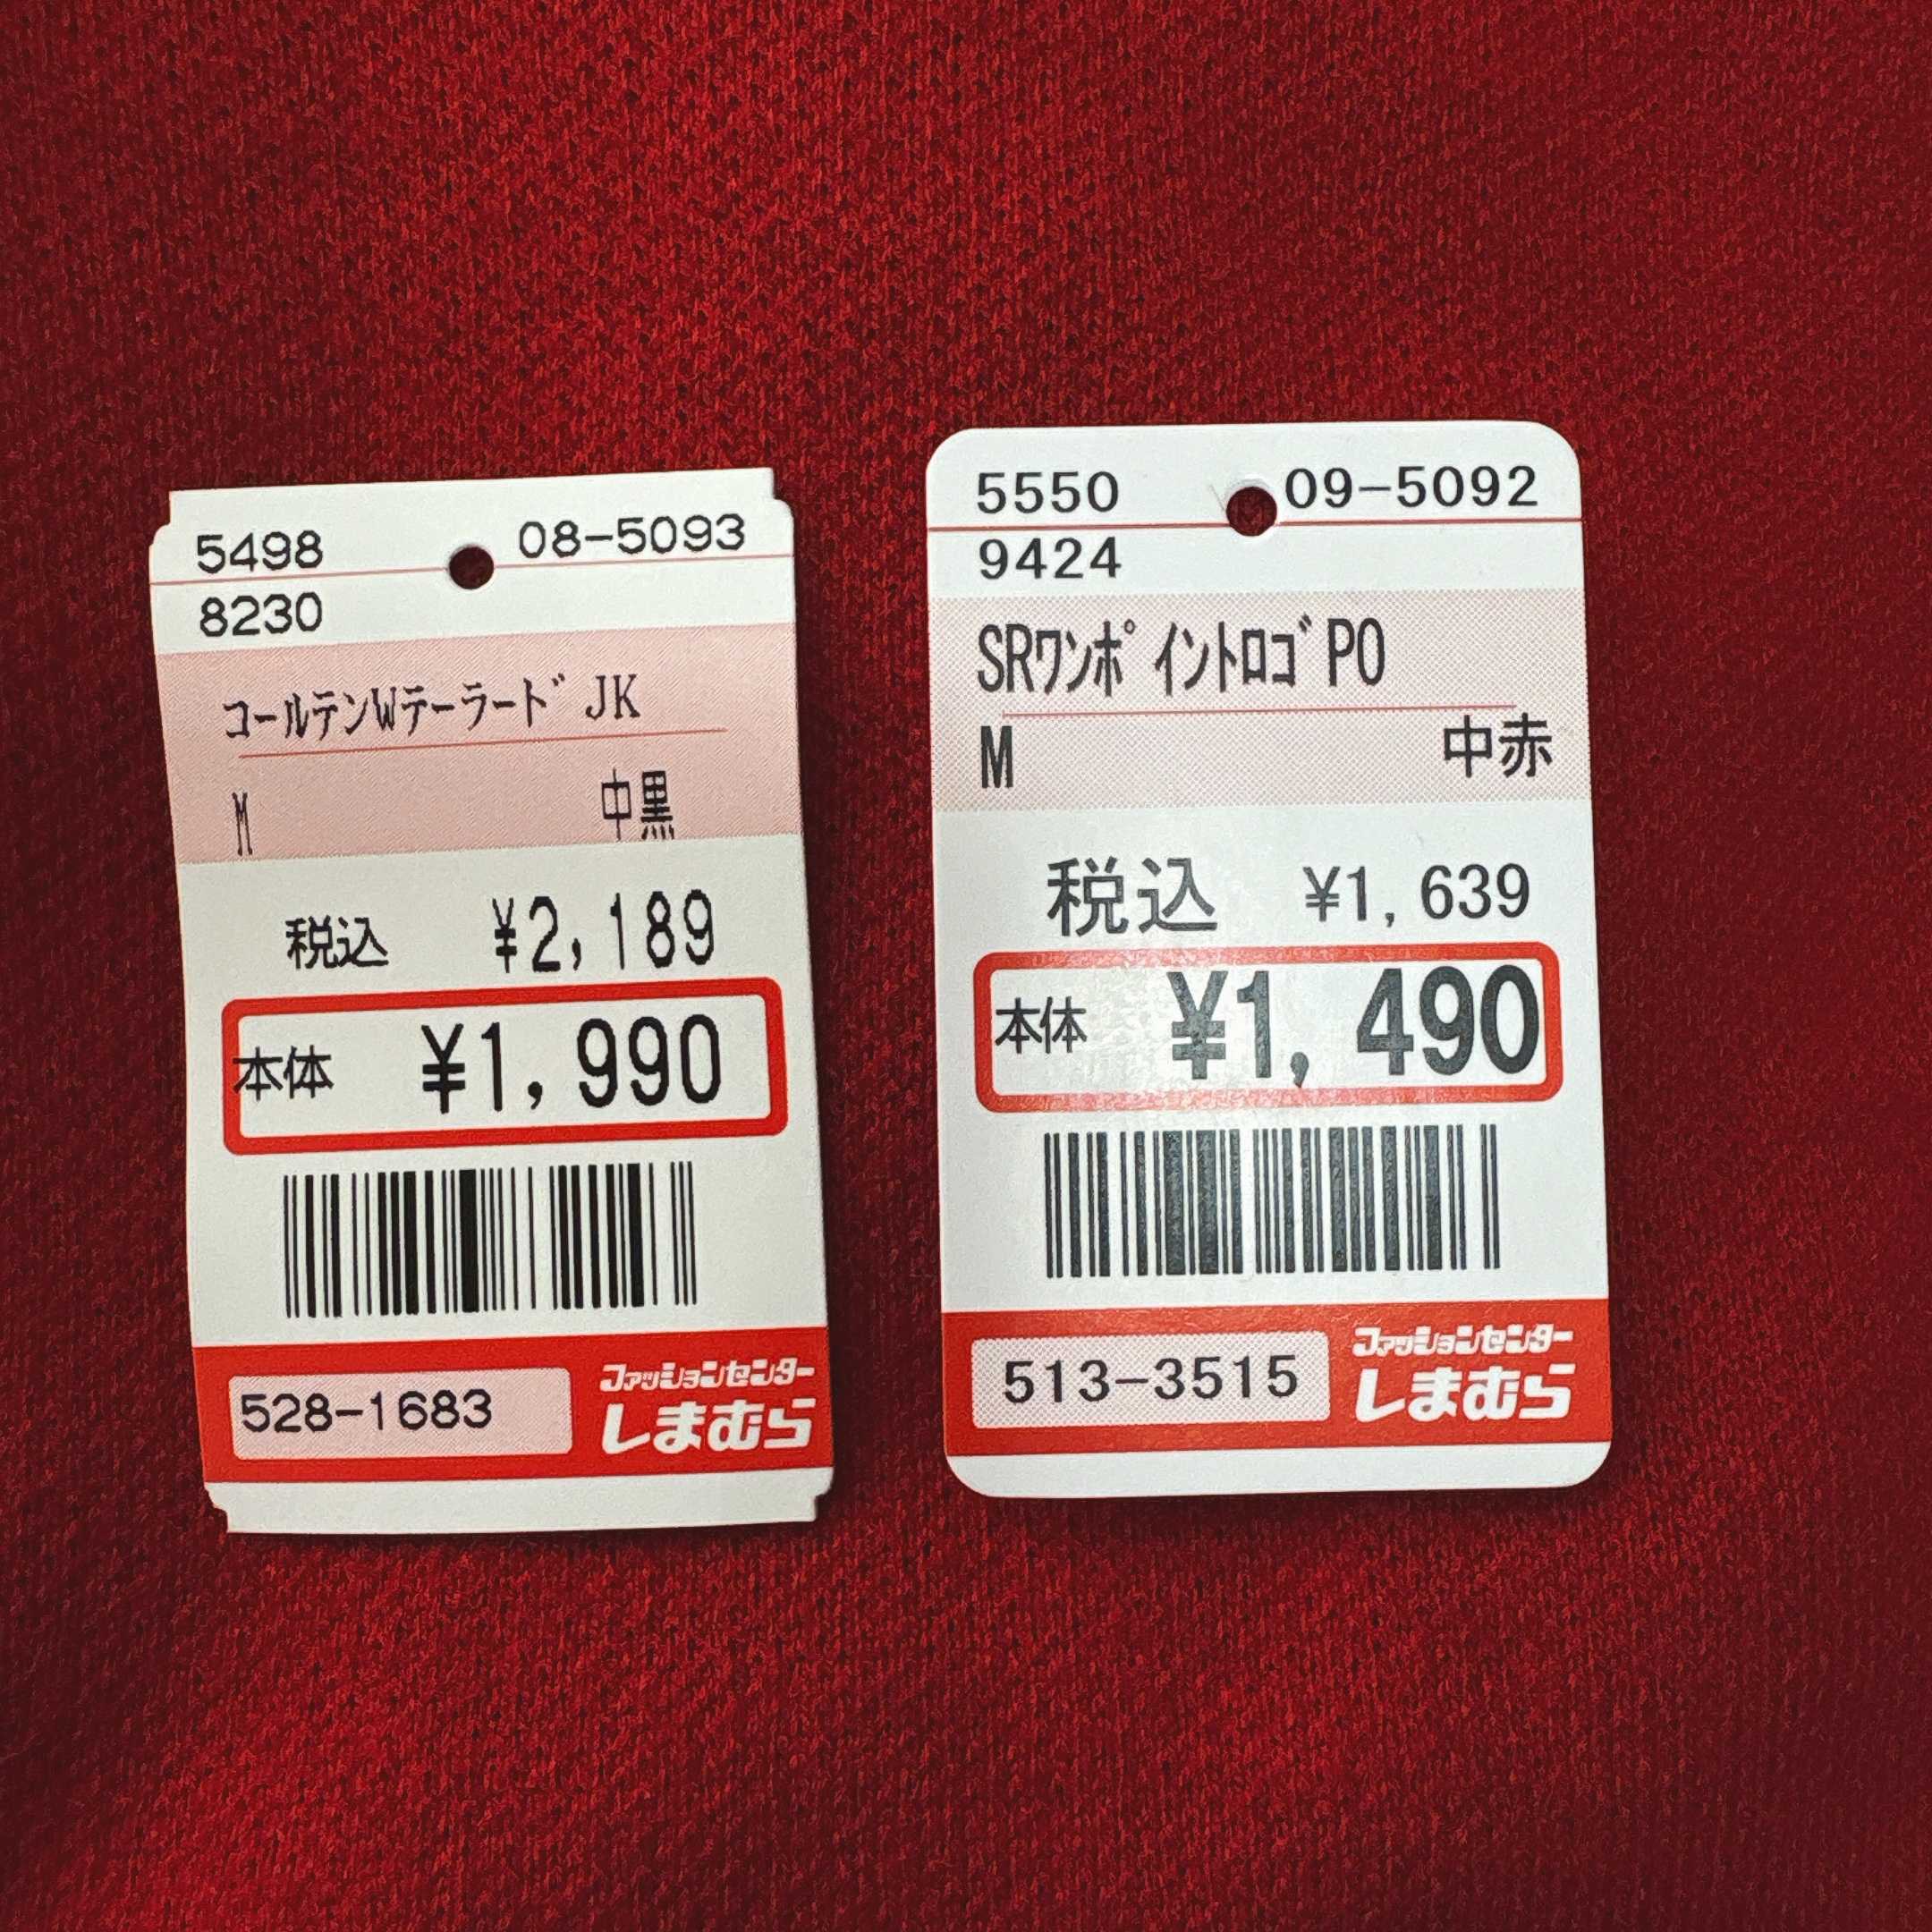 5498 08-5093
8230
コールテンWテーラードJK
M 中黒
税込 ¥2,189
本体 ¥1,990
528-1683
ファッションセンター
しまむら
5550 09-5092
9424
SRワンポイントロゴPO
M 中赤
税込 ¥1,639
本体 ¥1,490
513-3515
ファッションセンター
しまむら